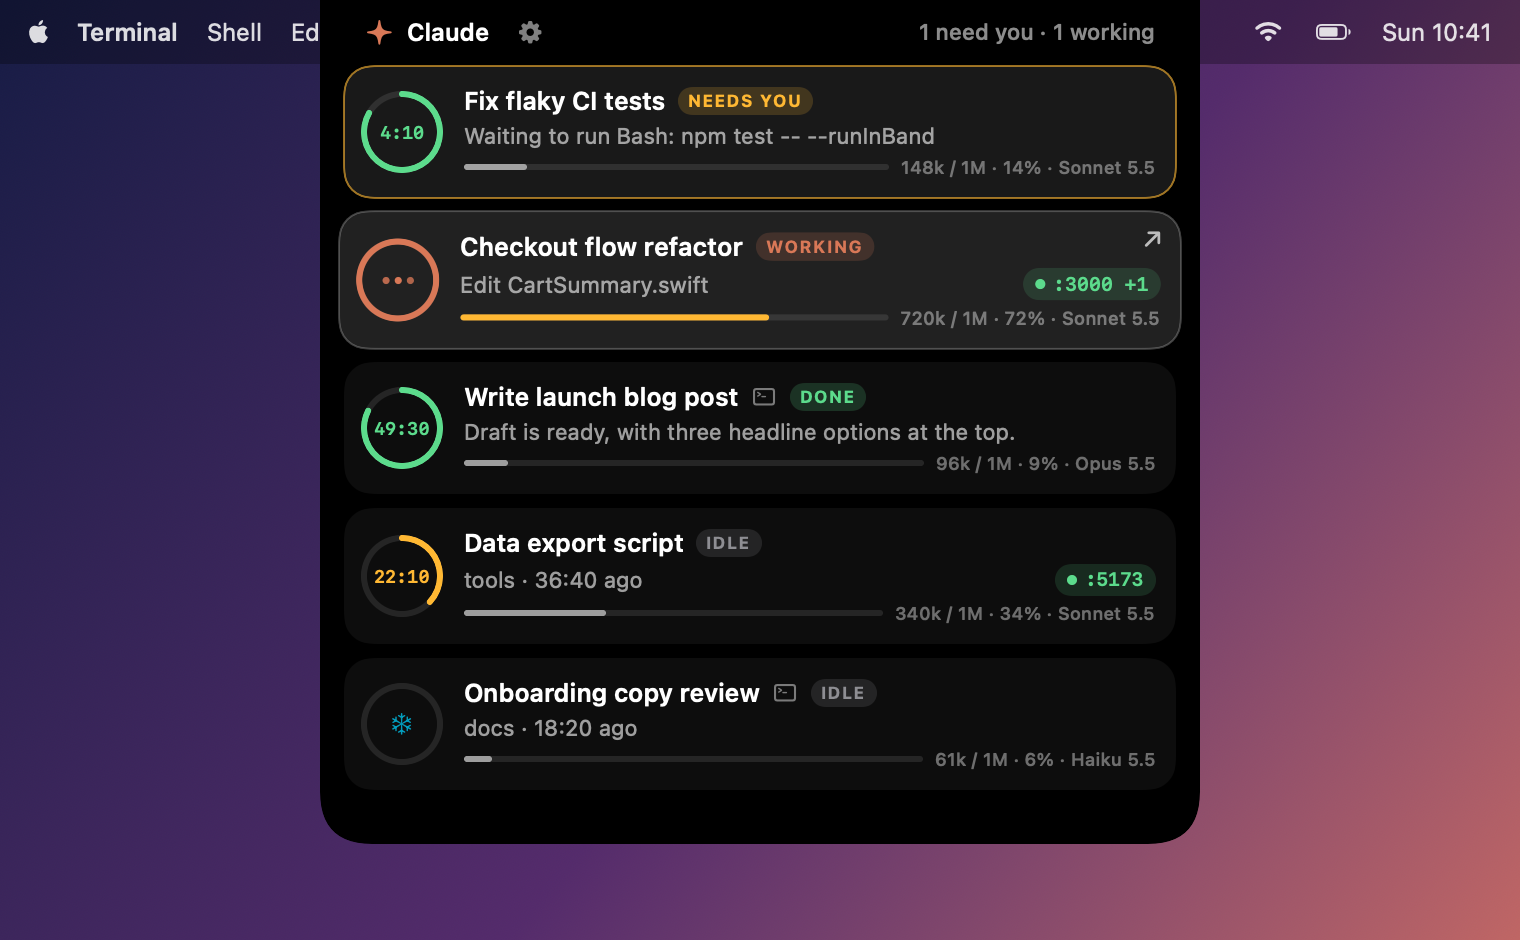 Terminal Shell Ed
Claude
1 need you · 1 working
Sun 10:41
4:10
Fix flaky CI tests NEEDS YOU
Waiting to run Bash: npm test -- --runInBand
148k / 1M · 14% · Sonnet 5.5
Checkout flow refactor WORKING
Edit CartSummary.swift
:3000 +1
720k / 1M · 72% · Sonnet 5.5
49:30
Write launch blog post DONE
Draft is ready, with three headline options at the top.
96k / 1M · 9% · Opus 5.5
22:10
Data export script IDLE
tools · 36:40 ago
:5173
340k / 1M · 34% · Sonnet 5.5
Onboarding copy review IDLE
docs · 18:20 ago
61k / 1M · 6% · Haiku 5.5